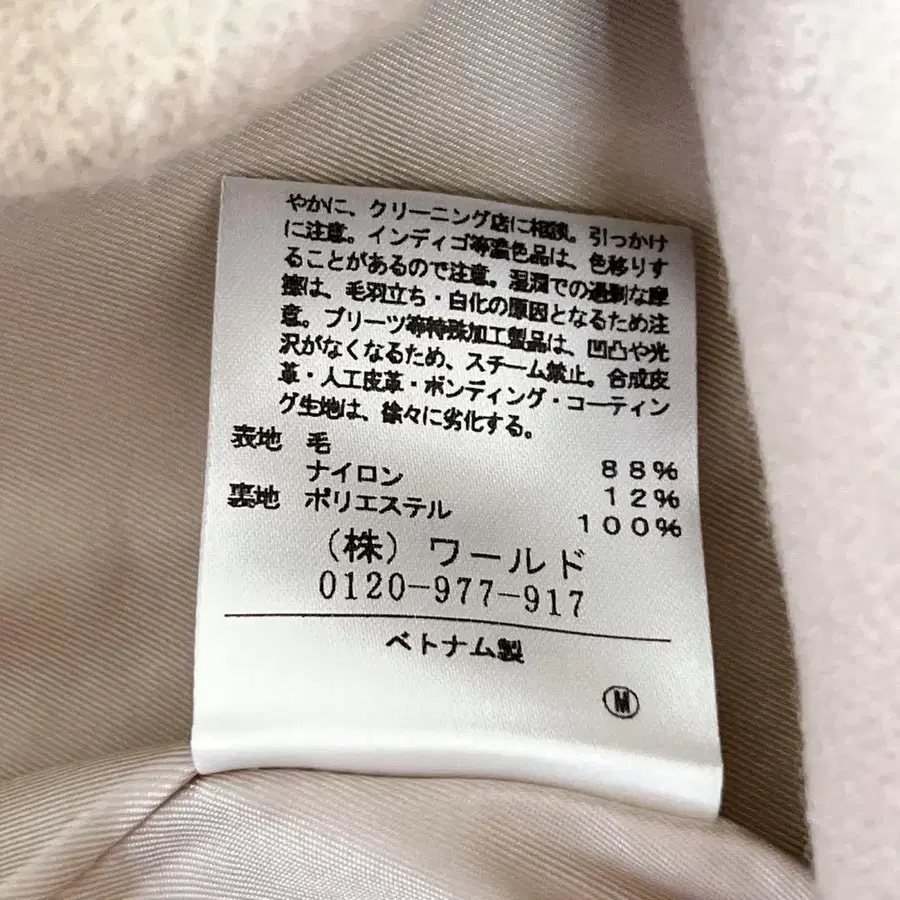 やかに、クリーニング店に相談。引っかけ
に注意。インディゴ等濃色品は、色移りす
ることがあるので注意。湿潤での過剰な摩
擦は、毛羽立ち・白化の原因となるため注
意。プリーツ等特殊加工製品は、凹凸や光
沢がなくなるため、スチーム禁止。合成皮
革・人工皮革・ボンディング・コーティン
グ生地は、徐々に劣化する。
表地 毛 88%
ナイロン 12%
裏地 ポリエステル 100%
(株)ワールド
0120-977-917
ベトナム製
M